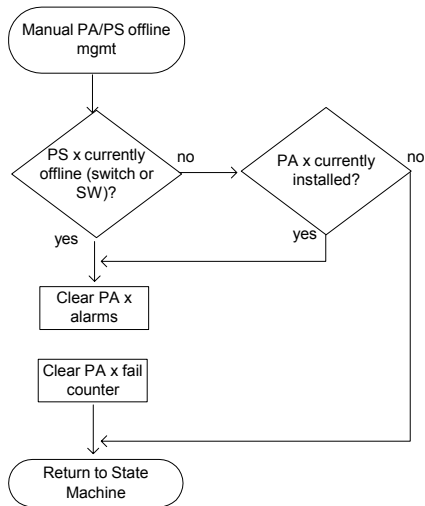 Manual PA/PS offline
mgmt
PS x currently
offline (switch or
SW)?
no
PA x currently
installed?
no
yes
yes
Clear PA x
alarms
Clear PA x fail
counter
Return to State
Machine